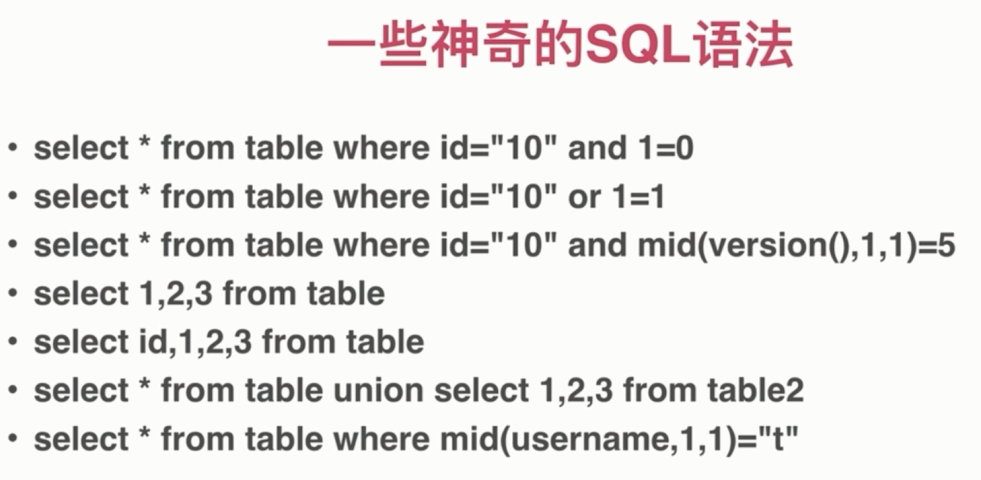 一些神奇的SQL语法
• select * from table where id="10" and 1=0
• select * from table where id="10" or 1=1
• select * from table where id="10" and mid(version(),1,1)=5
• select 1,2,3 from table
• select id,1,2,3 from table
• select * from table union select 1,2,3 from table2
• select * from table where mid(username,1,1)="t"